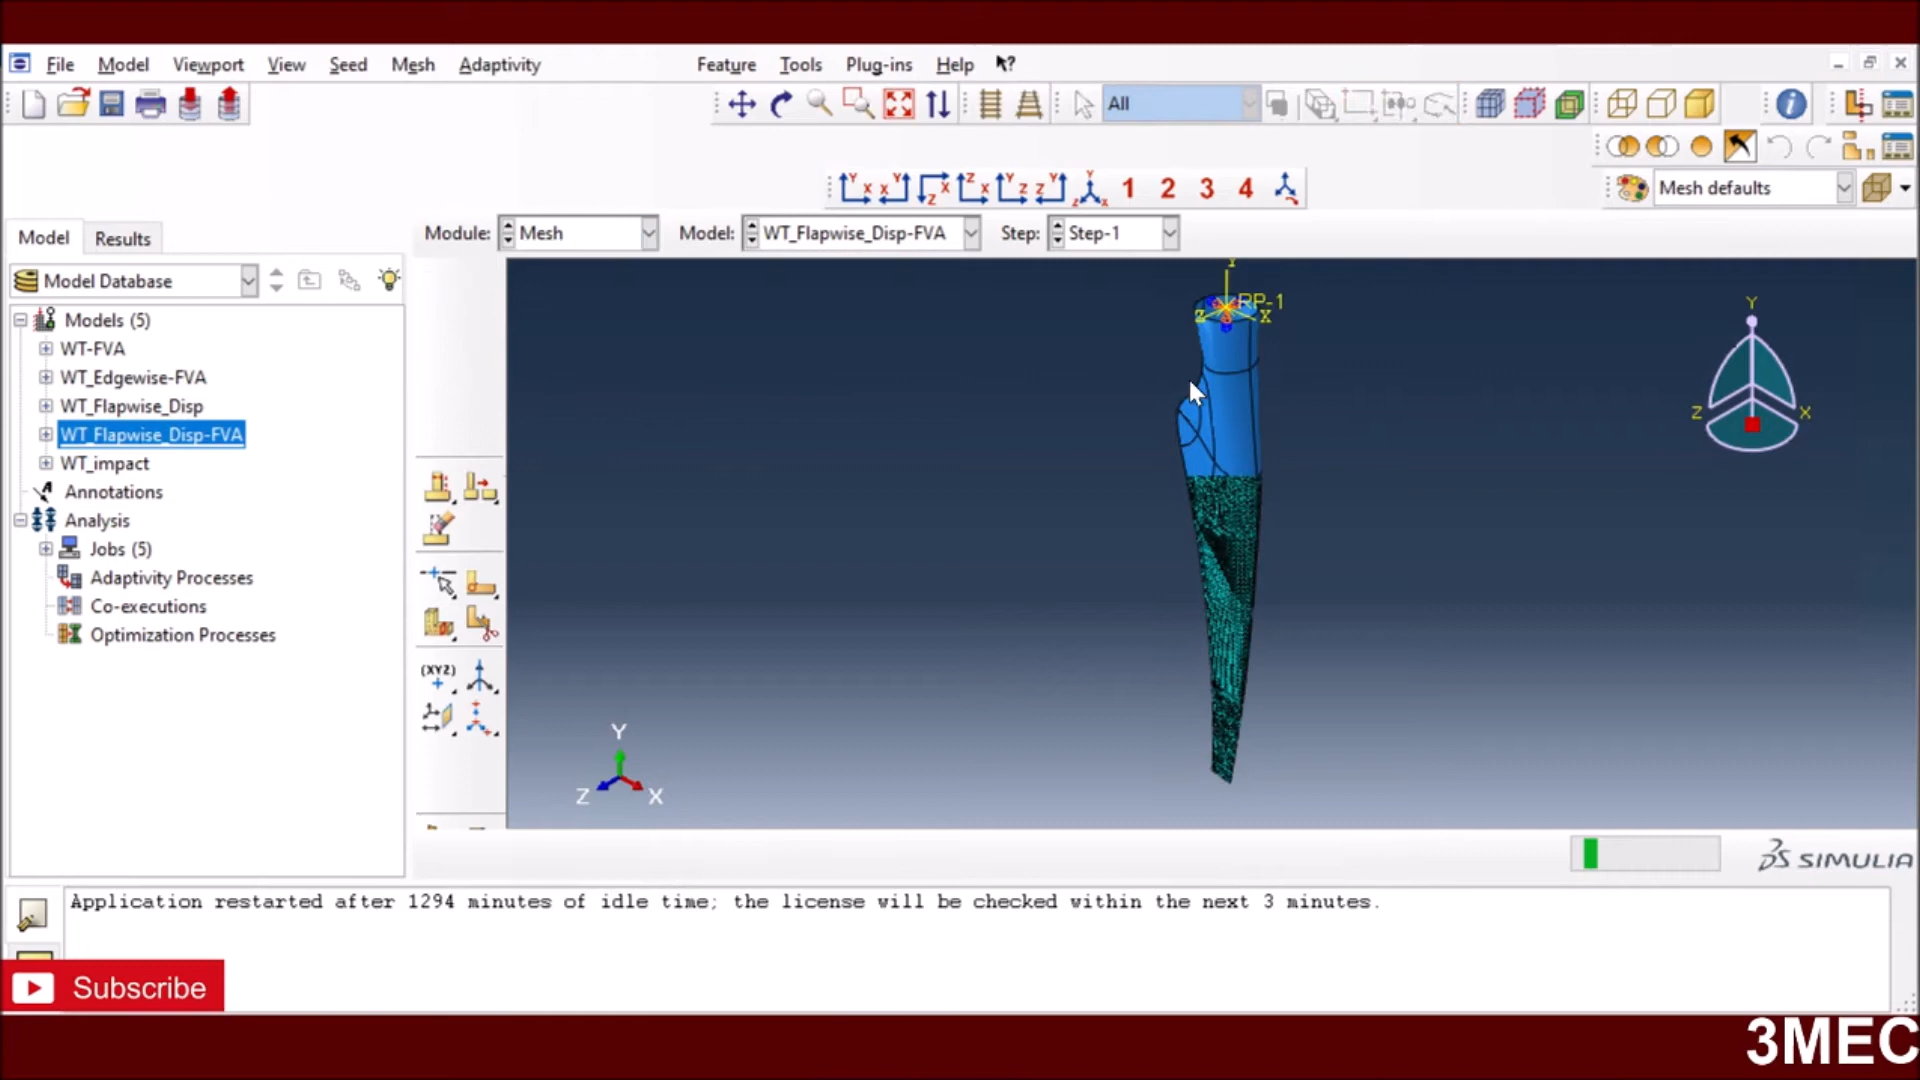 File Model Viewport View Seed Mesh Adaptivity Feature Tools Plug-ins Help
All
1 2 3 4
Mesh defaults
Model Results
Module: Mesh Model: WT_Flapwise_Disp-FVA Step: Step-1
Model Database
Models (5)
WT-FVA
WT_Edgewise-FVA
WT_Flapwise_Disp
WT_Flapwise_Disp-FVA
WT_impact
Annotations
Analysis
Jobs (5)
Adaptivity Processes
Co-executions
Optimization Processes
(XYZ)
RP-1
Z X
Y
Z X
Y
Z X
SIMULIA
Application restarted after 1294 minutes of idle time; the license will be checked within the next 3 minutes.
Subscribe
3MEC